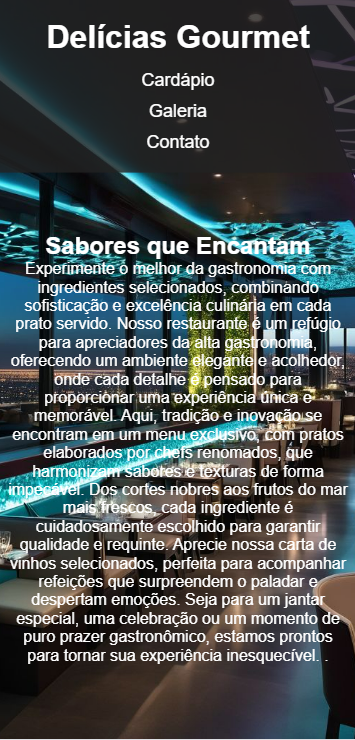 Delícias Gourmet
Cardápio
Galeria
Contato
Sabores que Encantam
Experimente o melhor da gastronomia com
ingredientes selecionados, combinando
sofisticação e excelência culinária em cada
prato servido. Nosso restaurante é um refúgio
para apreciadores da alta gastronomia,
oferecendo um ambiente elegante e acolhedor,
onde cada detalhe é pensado para
proporcionar uma experiência única e
memorável. Aqui, tradição e inovação se
encontram em um menu exclusivo, com pratos
elaborados por chefs renomados, que
harmonizam sabores e texturas de forma
impecável. Dos cortes nobres aos frutos do mar
mais frescos, cada ingrediente é
cuidadosamente escolhido para garantir
qualidade e requinte. Aprecie nossa carta de
vinhos selecionados, perfeita para acompanhar
refeições que surpreendem o paladar e
despertam emoções. Seja para um jantar
especial, uma celebração ou um momento de
puro prazer gastronômico, estamos prontos
para tornar sua experiência inesquecível. .